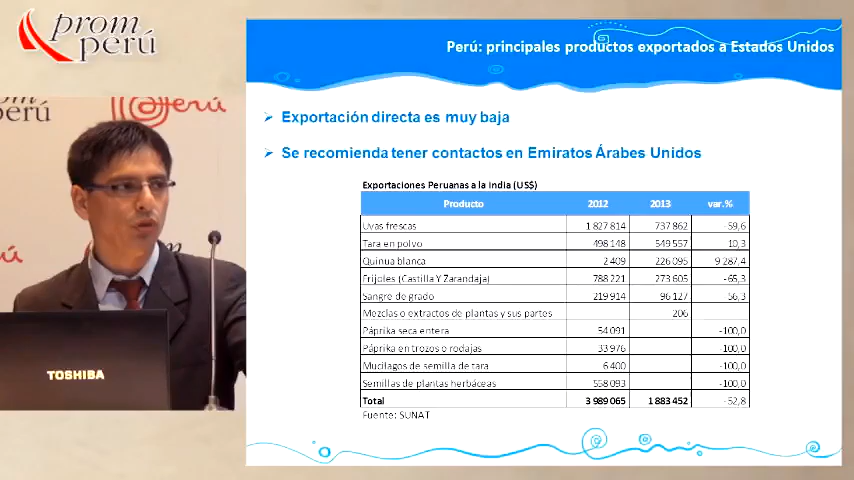 prom
perú
prom
perú
Perú
ú
TOSHIBA
Perú: principales productos exportados a Estados Unidos
Exportación directa es muy baja
Se recomienda tener contactos en Emiratos Árabes Unidos
Exportaciones Peruanas a la India (US$)
Producto 2012 2013 var.%
Uvas frescas 1 827 814 737 862 -59,6
Tara en polvo 498 148 549 557 10,3
Quinua blanca 2 409 226 095 9 287,4
Frijoles (Castilla Y Zarandaja) 788 221 273 605 -65,3
Sangre de grado 219 914 96 127 -56,3
Mezclas o extractos de plantas y sus partes 206
Páprika seca entera 54 091 -100,0
Páprika en trozos o rodajas 33 976 -100,0
Mucilagos de semilla de tara 6 400 -100,0
Semillas de plantas herbáceas 558 093 -100,0
Total 3 989 065 1 883 452 -52,8
Fuente: SUNAT